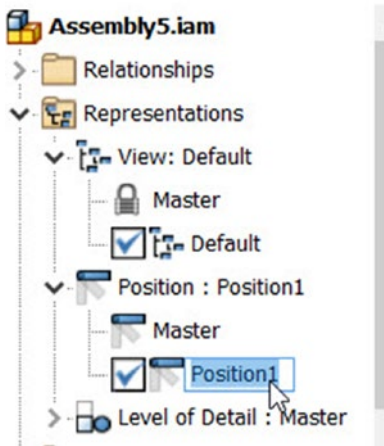 Assembly5.iam
Relationships
Representations
View: Default
Master
Default
Position : Position1
Master
Position1
Level of Detail : Master